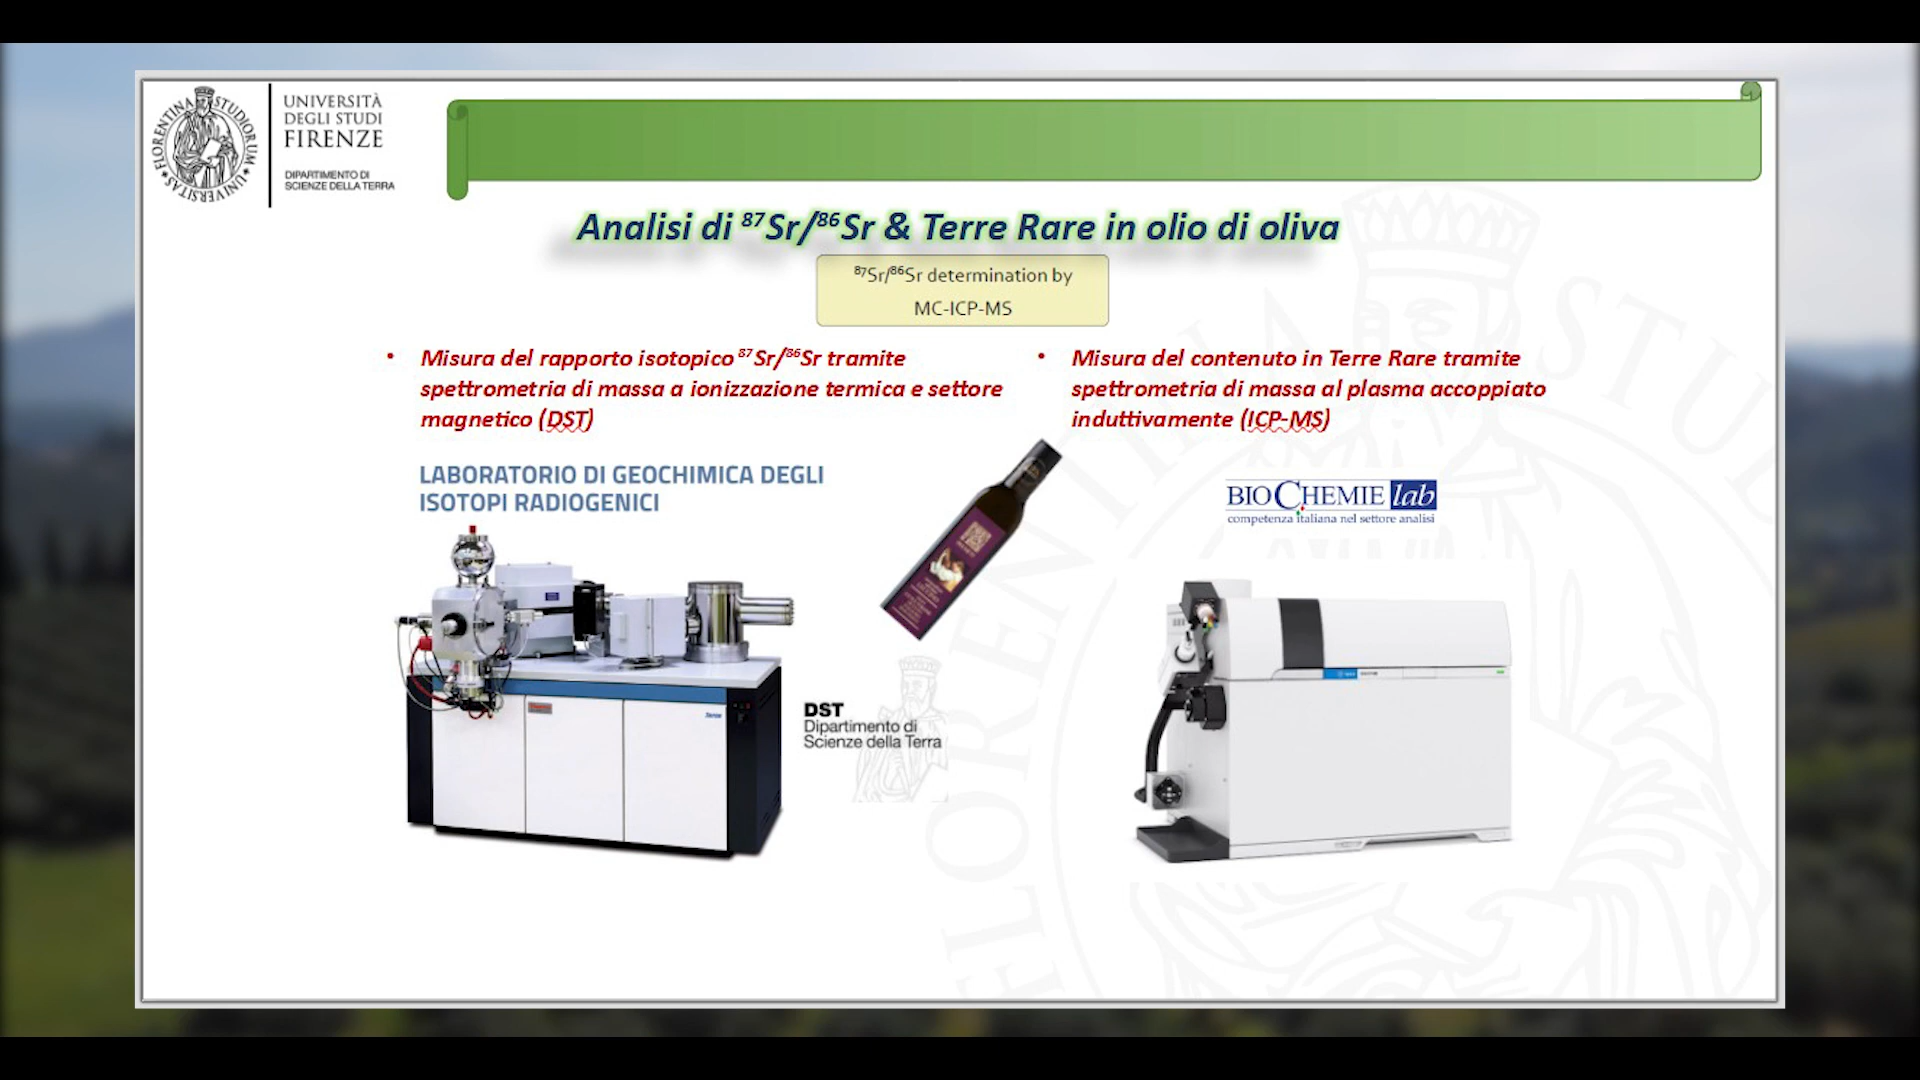 FLORENTINA STUDIORUM UNIVERSITAS
UNIVERSITÀ
DEGLI STUDI
FIRENZE
DIPARTIMENTO DI
SCIENZE DELLA TERRA
Analisi di ⁸⁷Sr/⁸⁶Sr & Terre Rare in olio di oliva
⁸⁷Sr/⁸⁶Sr determination by
MC-ICP-MS
• Misura del rapporto isotopico ⁸⁷Sr/⁸⁶Sr tramite
spettrometria di massa a ionizzazione termica e settore
magnetico (DST)
• Misura del contenuto in Terre Rare tramite
spettrometria di massa al plasma accoppiato
induttivamente (ICP-MS)
LABORATORIO DI GEOCHIMICA DEGLI
ISOTOPI RADIOGENICI
BIOCHEMIE lab
competenza italiana nel settore analisi
DST
Dipartimento di
Scienze della Terra